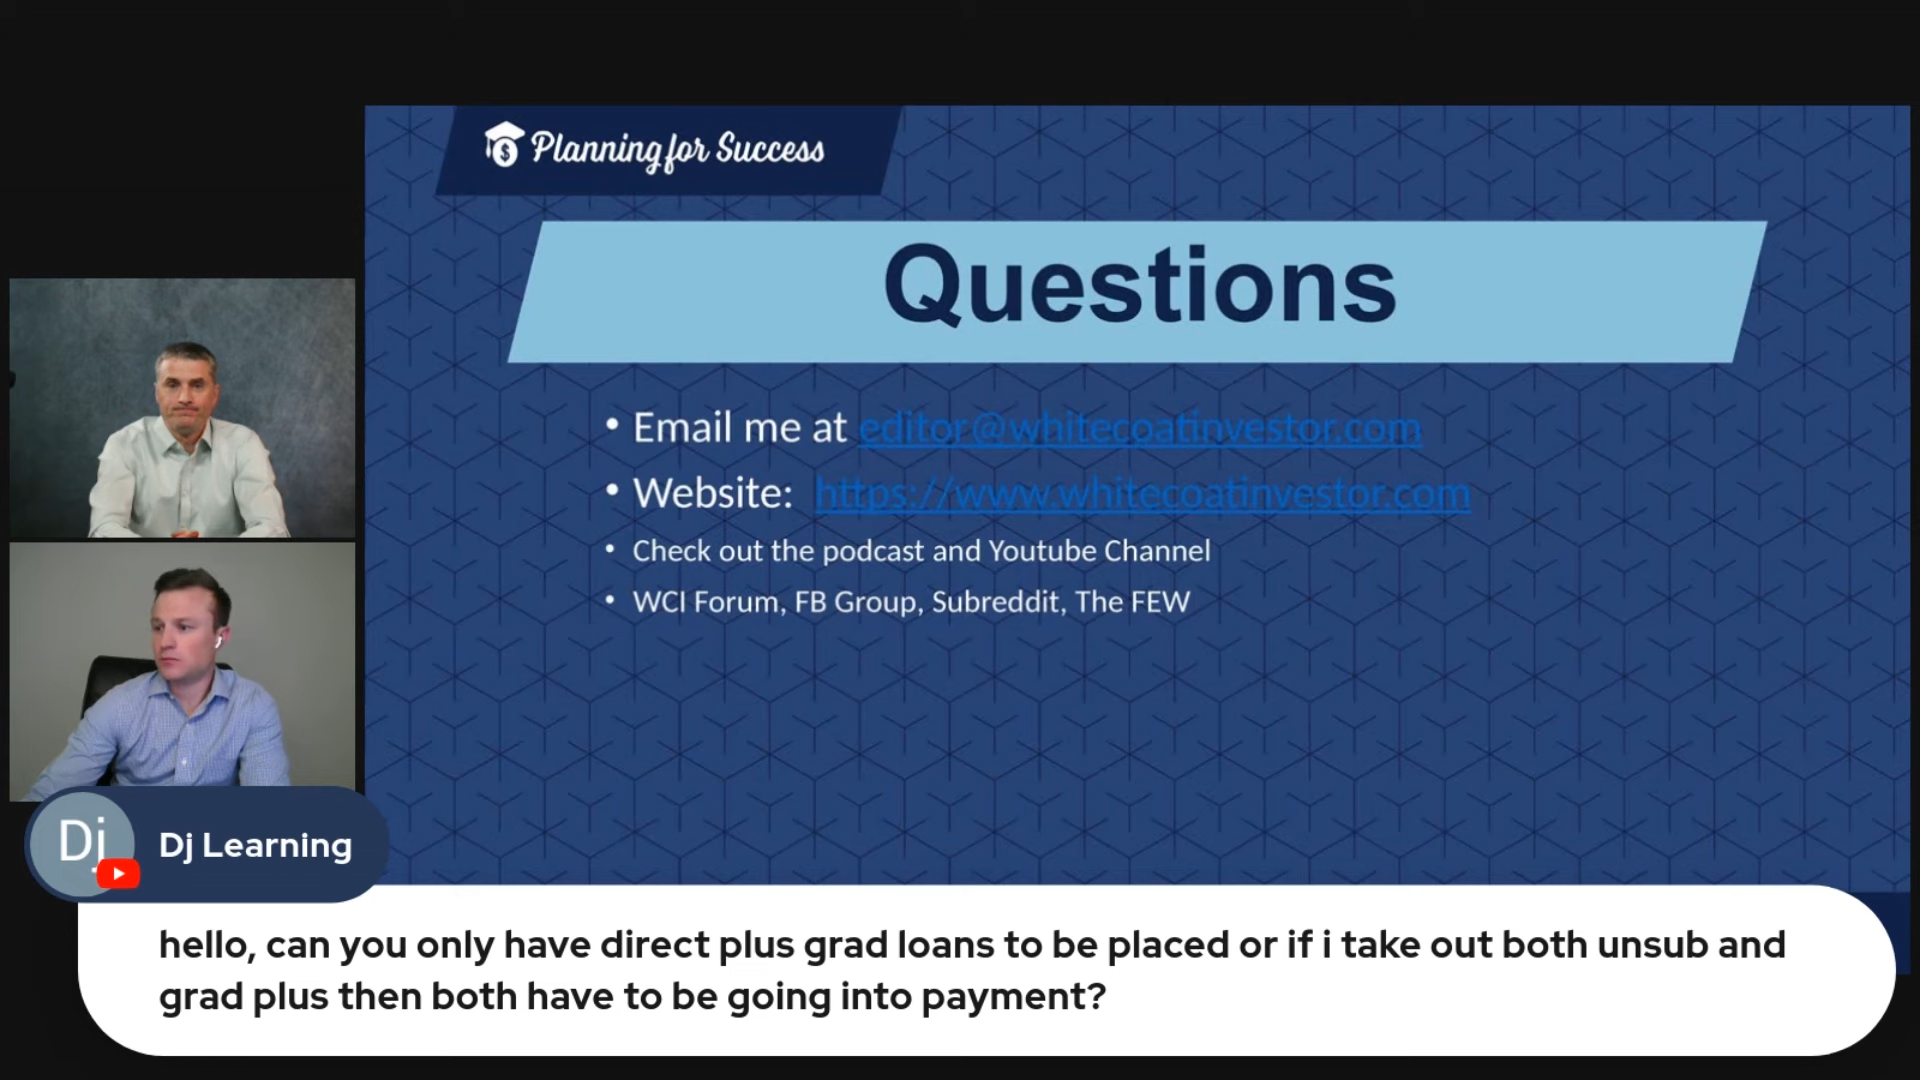 Planning for Success
Questions
• Email me at editor@whitecoatinvestor.com
• Website: https://www.whitecoatinvestor.com
• Check out the podcast and Youtube Channel
• WCI Forum, FB Group, Subreddit, The FEW
Dj
Dj Learning
hello, can you only have direct plus grad loans to be placed or if i take out both unsub and
grad plus then both have to be going into payment?